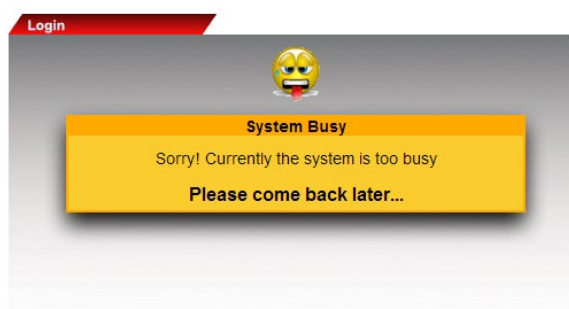 Login
System Busy
Sorry! Currently the system is too busy
Please come back later...